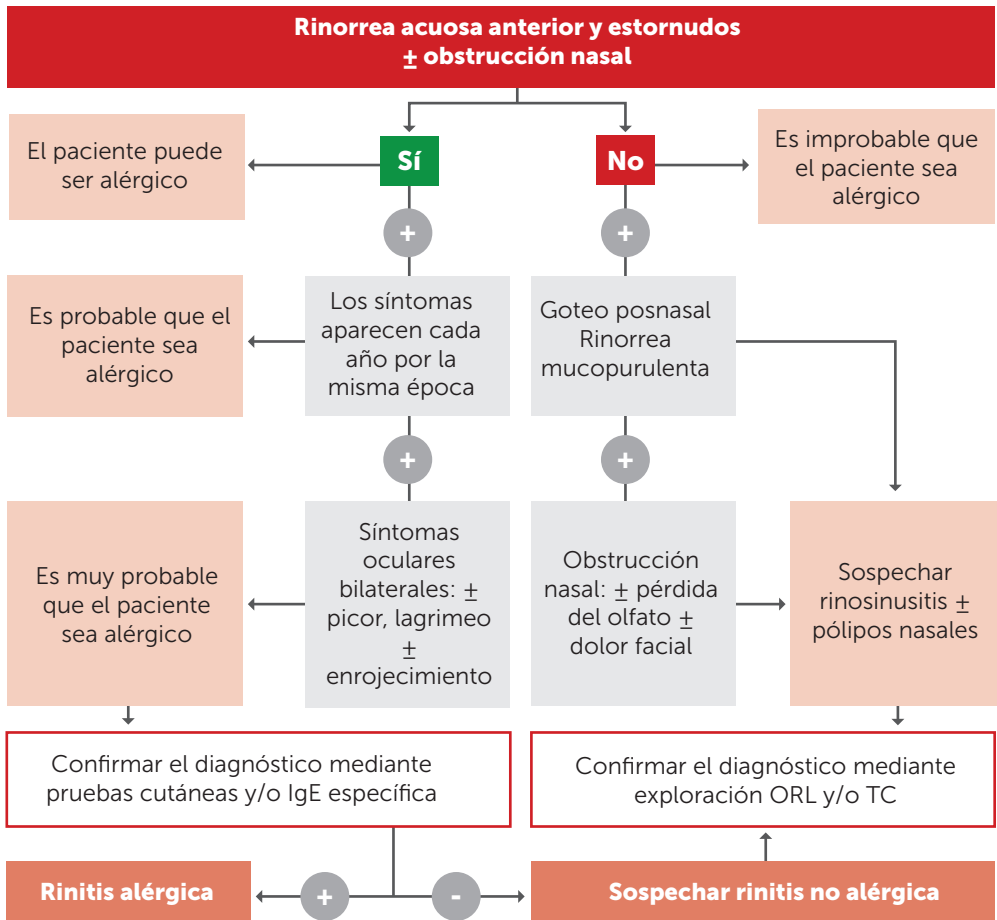 Rinorrea acuosa anterior y estornudos
± obstrucción nasal
El paciente puede
ser alérgico
Sí
No
Es improbable que
el paciente sea
alérgico
+
+
Es probable que el
paciente sea
alérgico
Los síntomas
aparecen cada
año por la
misma época
Goteo posnasal
Rinorrea
mucopurulenta
+
+
Es muy probable
que el paciente
sea alérgico
Síntomas
oculares
bilaterales: ±
picor, lagrimeo
±
enrojecimiento
Obstrucción
nasal: ± pérdida
del olfato ±
dolor facial
Sospechar
rinosinusitis ±
pólipos nasales
Confirmar el diagnóstico mediante
pruebas cutáneas y/o IgE específica
Confirmar el diagnóstico mediante
exploración ORL y/o TC
Rinitis alérgica
+
-
Sospechar rinitis no alérgica